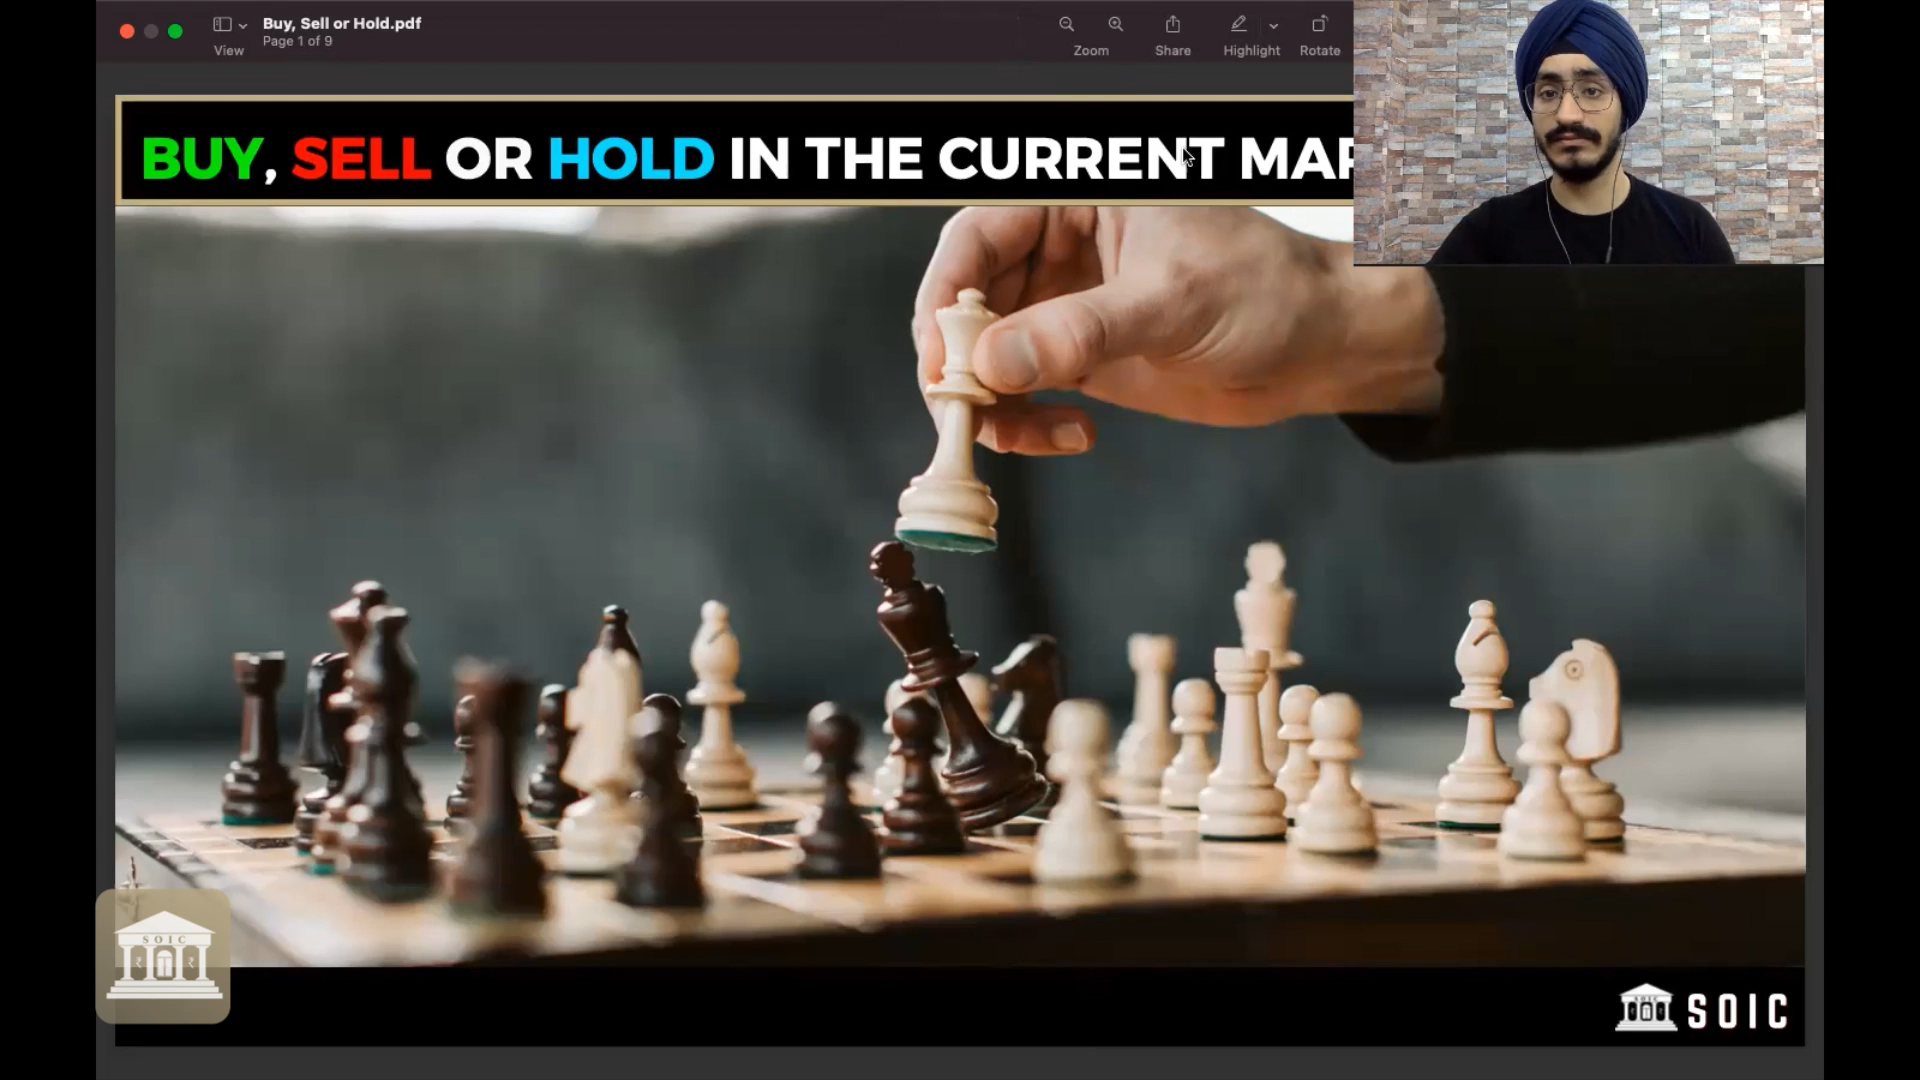 Buy, Sell or Hold.pdf
Page 1 of 9
View
Zoom
Share
Highlight
Rotate
BUY, SELL OR HOLD IN THE CURRENT MAR
SOIC
SOIC